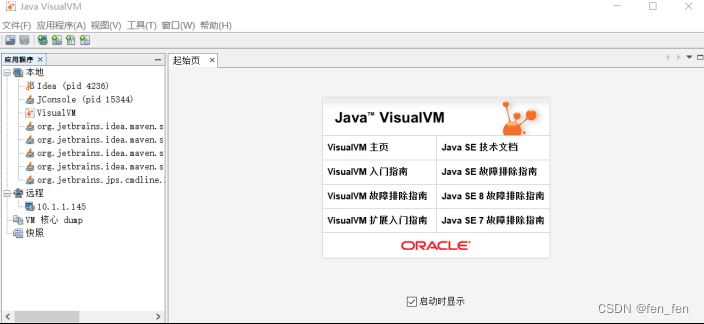 Java VisualVM
文件(F) 应用程序(A) 视图(V) 工具(T) 窗口(W) 帮助(H)
应用程序
本地
Idea (pid 4236)
JConsole (pid 15344)
VisualVM
org.jetbrains.idea.maven.s
org.jetbrains.idea.maven.s
org.jetbrains.idea.maven.s
org.jetbrains.idea.maven.s
org.jetbrains.jps.cmdline.
远程
10.1.1.145
VM 核心 dump
快照
起始页
Java™ VisualVM
VisualVM 主页 Java SE 技术文档
VisualVM 入门指南 Java SE 故障排除指南
VisualVM 故障排除指南 Java SE 8 故障排除指南
VisualVM 扩展入门指南 Java SE 7 故障排除指南
ORACLE
启动时显示
CSDN @fen_fen